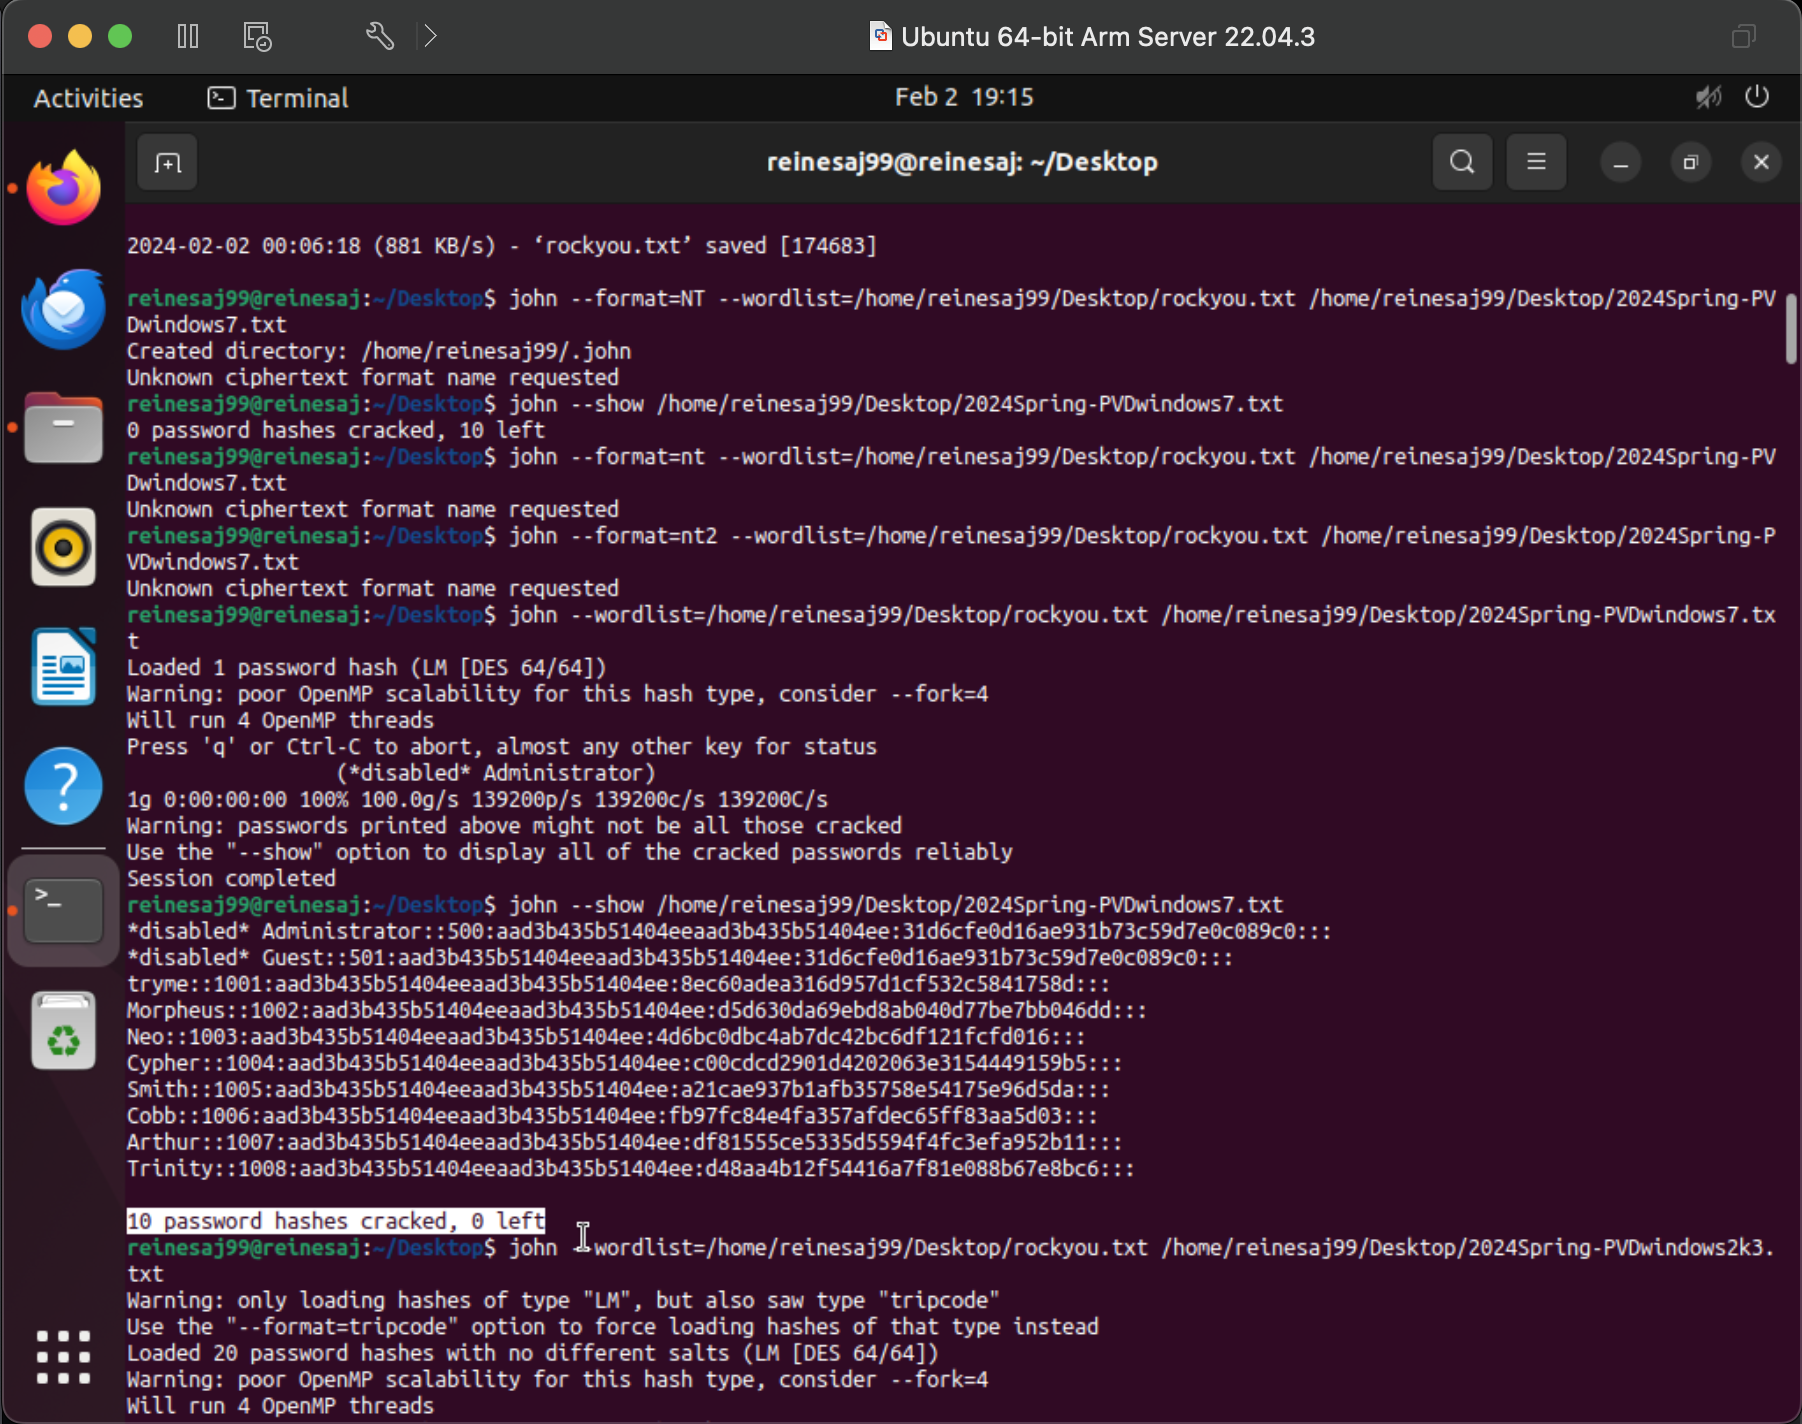 Ubuntu 64-bit Arm Server 22.04.3
Activities
Terminal
Feb 2 19:15
reinesaj99@reinesaj: ~/Desktop
2024-02-02 00:06:18 (881 KB/s) - ‘rockyou.txt’ saved [174683]
reinesaj99@reinesaj:~/Desktop$ john --format=NT --wordlist=/home/reinesaj99/Desktop/rockyou.txt /home/reinesaj99/Desktop/2024Spring-PV
Dwindows7.txt
Created directory: /home/reinesaj99/.john
Unknown ciphertext format name requested
reinesaj99@reinesaj:~/Desktop$ john --show /home/reinesaj99/Desktop/2024Spring-PVDwindows7.txt
0 password hashes cracked, 10 left
reinesaj99@reinesaj:~/Desktop$ john --format=nt --wordlist=/home/reinesaj99/Desktop/rockyou.txt /home/reinesaj99/Desktop/2024Spring-PV
Dwindows7.txt
Unknown ciphertext format name requested
reinesaj99@reinesaj:~/Desktop$ john --format=nt2 --wordlist=/home/reinesaj99/Desktop/rockyou.txt /home/reinesaj99/Desktop/2024Spring-P
VDwindows7.txt
Unknown ciphertext format name requested
reinesaj99@reinesaj:~/Desktop$ john --wordlist=/home/reinesaj99/Desktop/rockyou.txt /home/reinesaj99/Desktop/2024Spring-PVDwindows7.tx
t
Loaded 1 password hash (LM [DES 64/64])
Warning: poor OpenMP scalability for this hash type, consider --fork=4
Will run 4 OpenMP threads
Press 'q' or Ctrl-C to abort, almost any other key for status
(*disabled* Administrator)
1g 0:00:00:00 100% 100.0g/s 139200p/s 139200c/s 139200C/s
Warning: passwords printed above might not be all those cracked
Use the "--show" option to display all of the cracked passwords reliably
Session completed
reinesaj99@reinesaj:~/Desktop$ john --show /home/reinesaj99/Desktop/2024Spring-PVDwindows7.txt
*disabled* Administrator::500:aad3b435b51404eeaad3b435b51404ee:31d6cfe0d16ae931b73c59d7e0c089c0:::
*disabled* Guest::501:aad3b435b51404eeaad3b435b51404ee:31d6cfe0d16ae931b73c59d7e0c089c0:::
tryme::1001:aad3b435b51404eeaad3b435b51404ee:8ec60adea316d957d1cf532c5841758d:::
Morpheus::1002:aad3b435b51404eeaad3b435b51404ee:d5d630da69ebd8ab040d77be7bb046dd:::
Neo::1003:aad3b435b51404eeaad3b435b51404ee:4d6bc0dbc4ab7dc42bc6df121fcfd016:::
Cypher::1004:aad3b435b51404eeaad3b435b51404ee:c00cdcd2901d4202063e3154449159b5:::
Smith::1005:aad3b435b51404eeaad3b435b51404ee:a21cae937b1afb35758e54175e96d5da:::
Cobb::1006:aad3b435b51404eeaad3b435b51404ee:fb97fc84e4fa357afdec65ff83aa5d03:::
Arthur::1007:aad3b435b51404eeaad3b435b51404ee:df81555ce5335d5594f4fc3efa952b11:::
Trinity::1008:aad3b435b51404eeaad3b435b51404ee:d48aa4b12f54416a7f81e088b67e8bc6:::
10 password hashes cracked, 0 left
reinesaj99@reinesaj:~/Desktop$ john --wordlist=/home/reinesaj99/Desktop/rockyou.txt /home/reinesaj99/Desktop/2024Spring-PVDwindows2k3.
txt
Warning: only loading hashes of type "LM", but also saw type "tripcode"
Use the "--format=tripcode" option to force loading hashes of that type instead
Loaded 20 password hashes with no different salts (LM [DES 64/64])
Warning: poor OpenMP scalability for this hash type, consider --fork=4
Will run 4 OpenMP threads